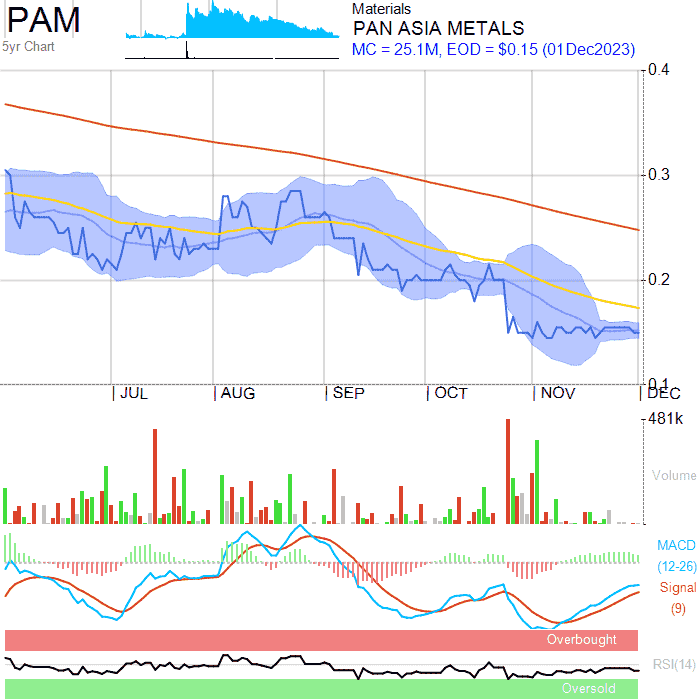 PAM
5yr Chart
Materials
PAN ASIA METALS
MC = 25.1M, EOD = $0.15 (01Dec2023)
0.4
0.3
0.2
0.1
JUL AUG SEP OCT NOV DEC
481k
Volume
MACD
(12-26)
Signal
(9)
Overbought
RSI(14)
Oversold